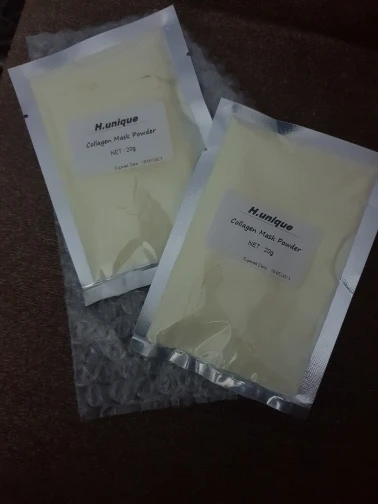 H.unique
Collagen Mask Powder
NET : 20g
H.unique
Collagen Mask Powder
NET : 20g